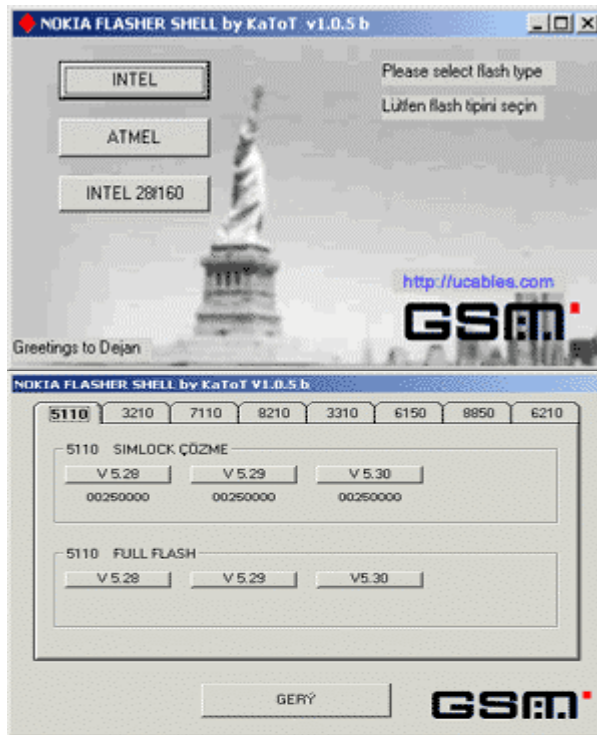 NOKIA FLASHER SHELL by KaToT v1.0.5 b
INTEL
Please select flash type
Lütfen flash tipini seçin
ATMEL
INTEL 28f160
http://ucables.com
GSM
Greetings to Dejan
NOKIA FLASHER SHELL by KaToT V1.0.5 b
5110 3210 7110 8210 3310 6150 8850 6210
5110 SIMLOCK ÇÖZME
V 5.28 V 5.29 V 5.30
00250000 00250000 00250000
5110 FULL FLASH
V 5.28 V 5.29 V5.30
GERÝ
GSM